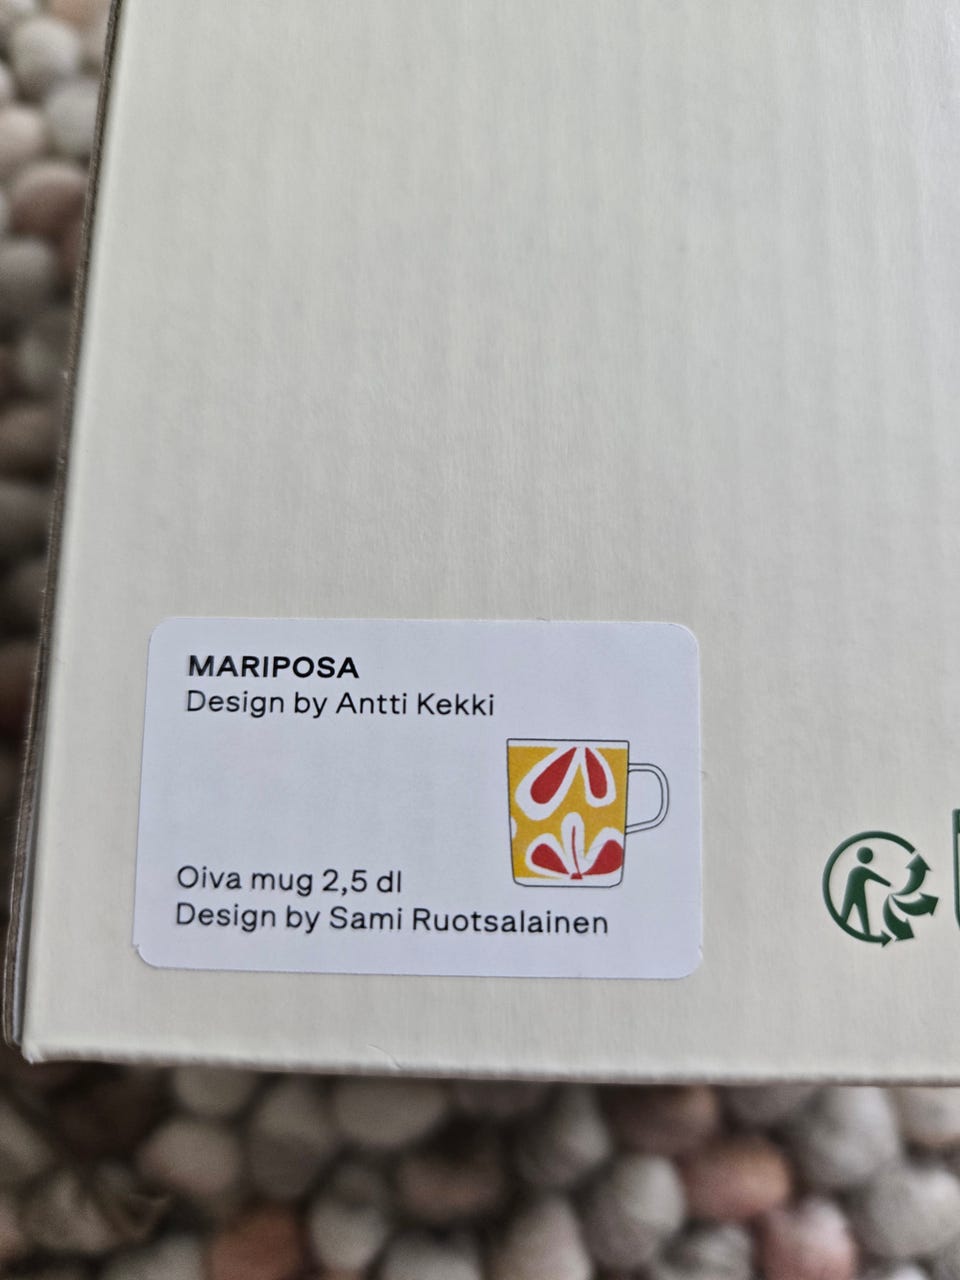 MARIPOSA
Design by Antti Kekki
Oiva mug 2,5 dl
Design by Sami Ruotsalainen